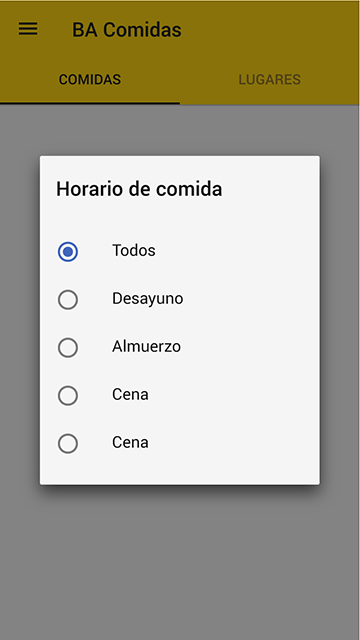 BA Comidas
COMIDAS LUGARES
Horario de comida
Todos
Desayuno
Almuerzo
Cena
Cena